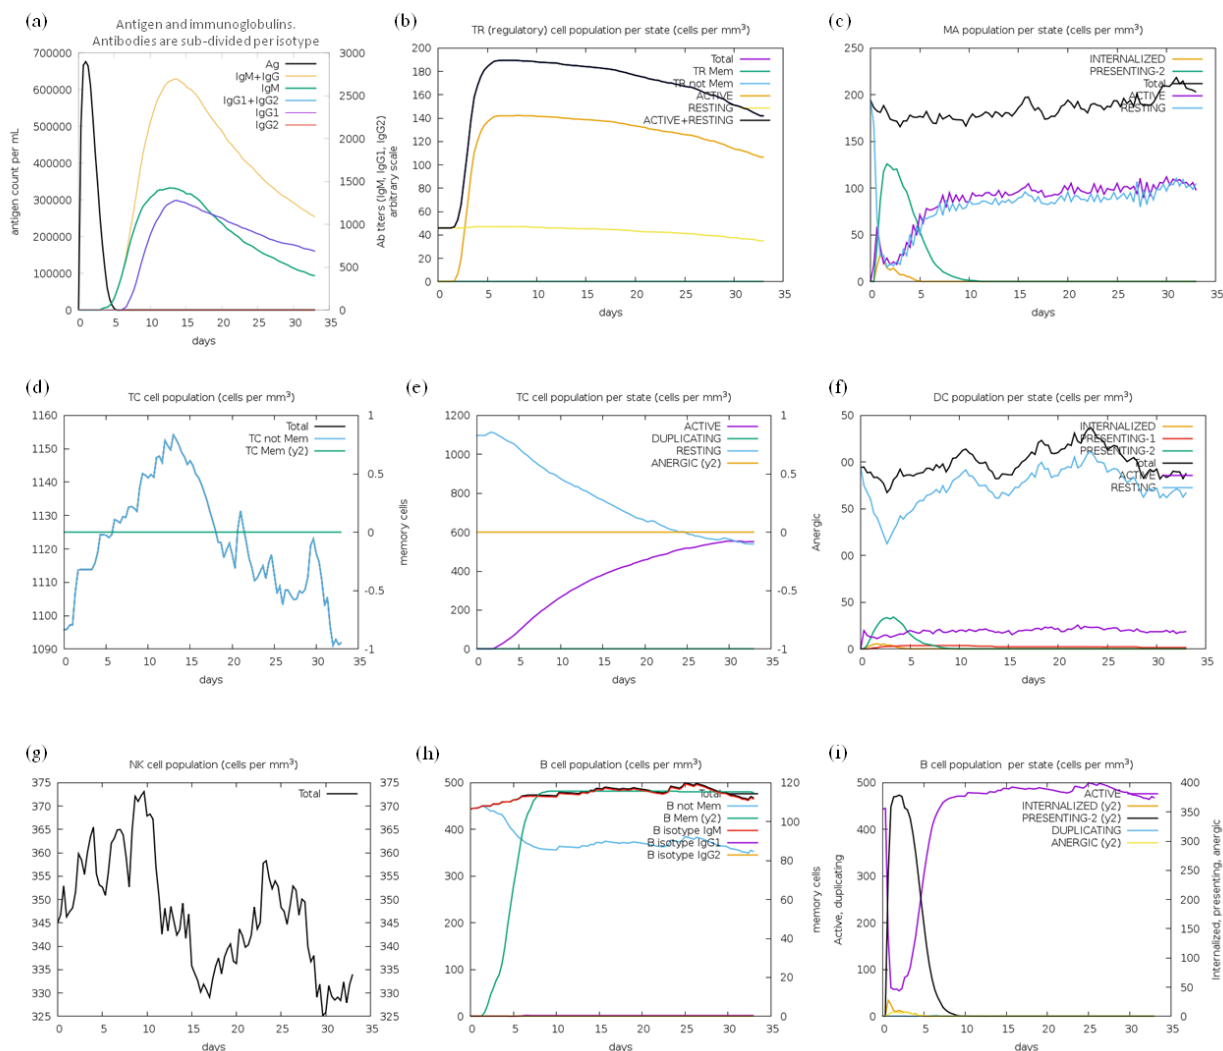 (a)
Antigen and immunoglobulins.
Antibodies are sub-divided per isotype
700000
600000
500000
400000
300000
200000
100000
0
3000
2500
2000
1500
1000
500
0
Ag
IgM+IgG
IgM
IgG1+IgG2
IgG1
IgG2
antigen count per mL
Ab titers (IgM, IgG1, IgG2)
arbitrary scale
0 5 10 15 20 25 30 35
days
(b)
TR (regulatory) cell population per state (cells per mm³)
200
180
160
140
120
100
80
60
40
20
0
Total
TR Mem
TR not Mem
ACTIVE
RESTING
ACTIVE+RESTING
0 5 10 15 20 25 30 35
days
(c)
MA population per state (cells per mm³)
250
200
150
100
50
0
INTERNALIZED
PRESENTING-2
Total
ACTIVE
RESTING
0 5 10 15 20 25 30 35
days
(d)
TC cell population (cells per mm³)
1160
1150
1140
1130
1120
1110
1100
1090
1
0.5
0
-0.5
-1
Total
TC not Mem
TC Mem (y2)
memory cells
0 5 10 15 20 25 30 35
days
(e)
TC cell population per state (cells per mm³)
1200
1000
800
600
400
200
0
1
0.5
0
-0.5
-1
ACTIVE
DUPLICATING
RESTING
ANERGIC (y2)
Anergic
0 5 10 15 20 25 30 35
days
(f)
DC population per state (cells per mm³)
50
00
50
00
50
0
INTERNALIZED
PRESENTING-1
PRESENTING-2
Total
ACTIVE
RESTING
0 5 10 15 20 25 30 35
days
(g)
NK cell population (cells per mm³)
375
370
365
360
355
350
345
340
335
330
325
375
370
365
360
355
350
345
340
335
330
325
Total
0 5 10 15 20 25 30 35
days
(h)
B cell population (cells per mm³)
500
400
300
200
100
0
120
100
80
60
40
20
0
Total
B not Mem
B Mem (y2)
B isotype IgM
B isotype IgG1
B isotype IgG2
memory cells
0 5 10 15 20 25 30 35
days
(i)
B cell population per state (cells per mm³)
500
400
300
200
100
0
400
350
300
250
200
150
100
50
0
ACTIVE
INTERNALIZED (y2)
PRESENTING-2 (y2)
DUPLICATING
ANERGIC (y2)
Active, duplicating
Internalized, presenting, anergic
0 5 10 15 20 25 30 35
days